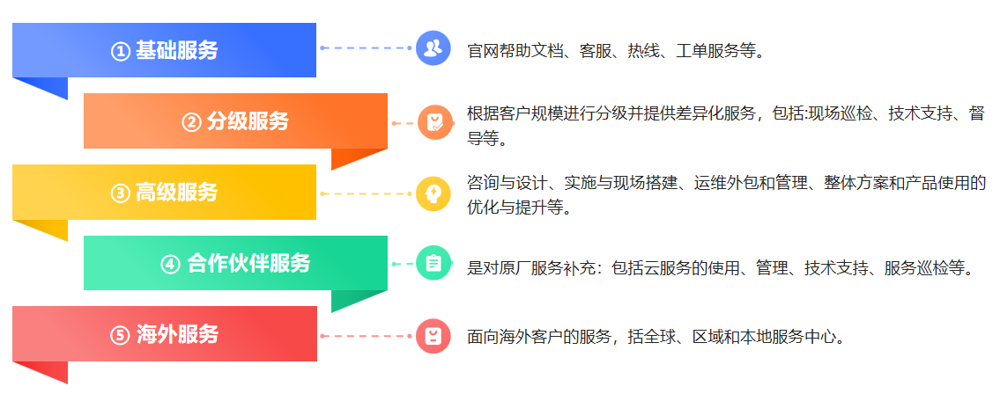 ① 基础服务
官网帮助文档、客服、热线、工单服务等。
② 分级服务
根据客户规模进行分级并提供差异化服务，包括:现场巡检、技术支持、督
导等。
③ 高级服务
咨询与设计、实施与现场搭建、运维外包和管理、整体方案和产品使用的
优化与提升等。
④ 合作伙伴服务
是对原厂服务补充：包括云服务的使用、管理、技术支持、服务巡检等。
⑤ 海外服务
面向海外客户的服务，括全球、区域和本地服务中心。